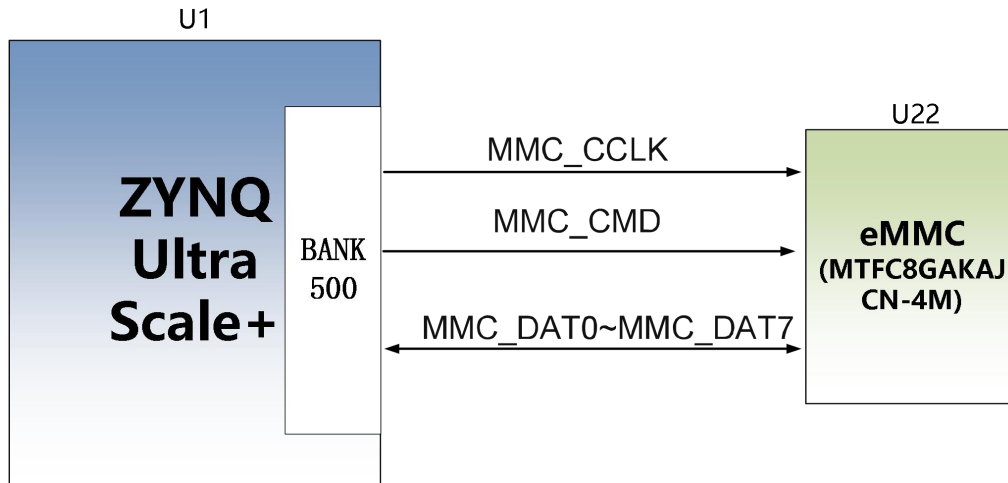 U1
U22
ZYNQ
Ultra
Scale+
BANK
500
MMC_CCLK
MMC_CMD
MMC_DAT0~MMC_DAT7
eMMC
(MTFC8GAKAJ
CN-4M)